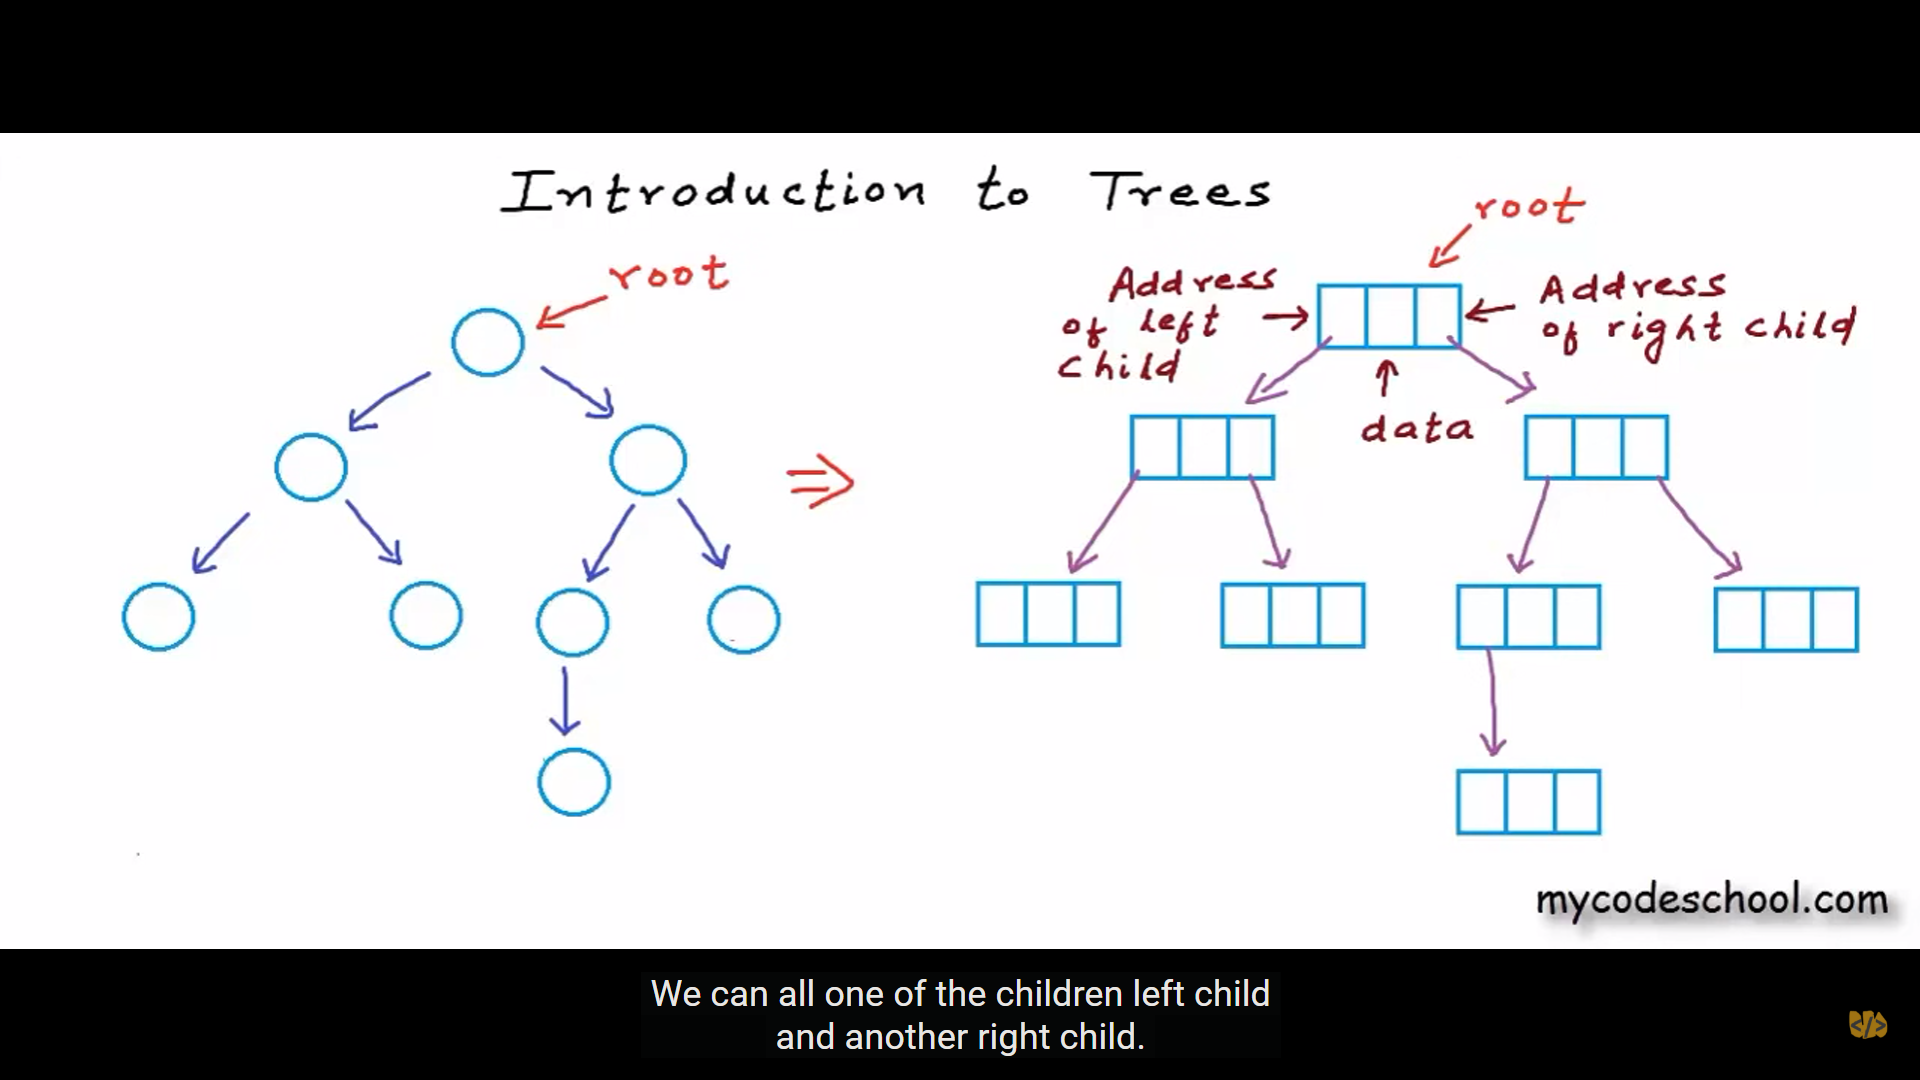 Introduction to Trees
root
root
Address
of left
child
Address
of right child
data
mycodeschool.com
We can all one of the children left child
and another right child.